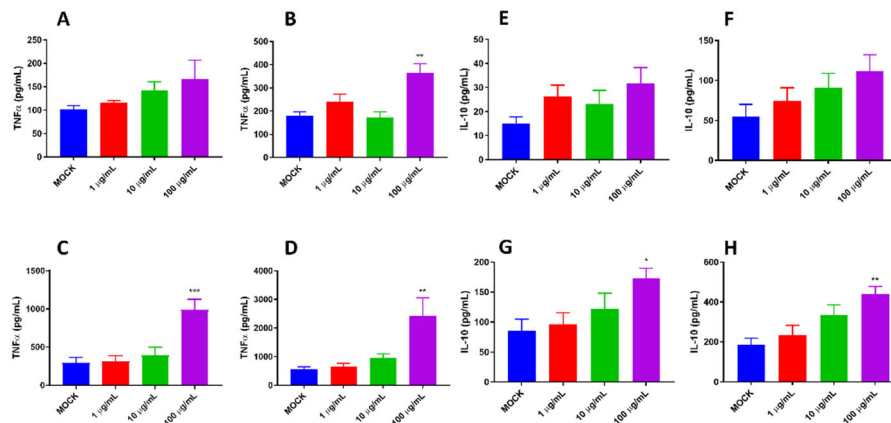 A
TNFα (pg/mL)
250
200
150
100
50
0
MOCK
1 µg/mL
10 µg/mL
100 µg/mL
B
TNFα (pg/mL)
500
400
300
200
100
0
**
MOCK
1 µg/mL
10 µg/mL
100 µg/mL
E
IL-10 (pg/mL)
50
40
30
20
10
0
MOCK
1 µg/mL
10 µg/mL
100 µg/mL
F
IL-10 (pg/mL)
150
100
50
0
MOCK
1 µg/mL
10 µg/mL
100 µg/mL
C
TNFα (pg/mL)
1500
1000
500
0
***
MOCK
1 µg/mL
10 µg/mL
100 µg/mL
D
TNFα (pg/mL)
4000
3000
2000
1000
0
**
MOCK
1 µg/mL
10 µg/mL
100 µg/mL
G
IL-10 (pg/mL)
200
150
100
50
0
*
MOCK
1 µg/mL
10 µg/mL
100 µg/mL
H
IL-10 (pg/mL)
600
400
200
0
**
MOCK
1 µg/mL
10 µg/mL
100 µg/mL